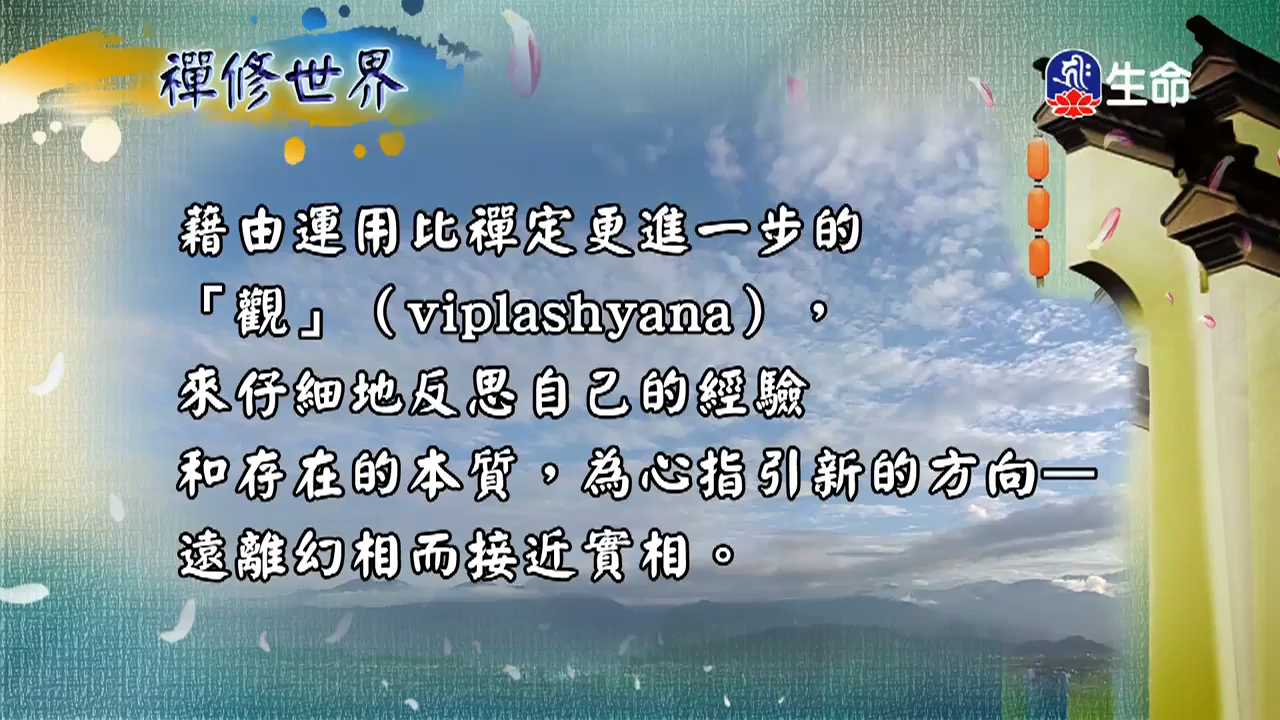 禪修世界
生命
藉由運用比禪定更進一步的
「觀」（viplashyana），
來仔細地反思自己的經驗
和存在的本質，為心指引新的方向—
遠離幻相而接近實相。